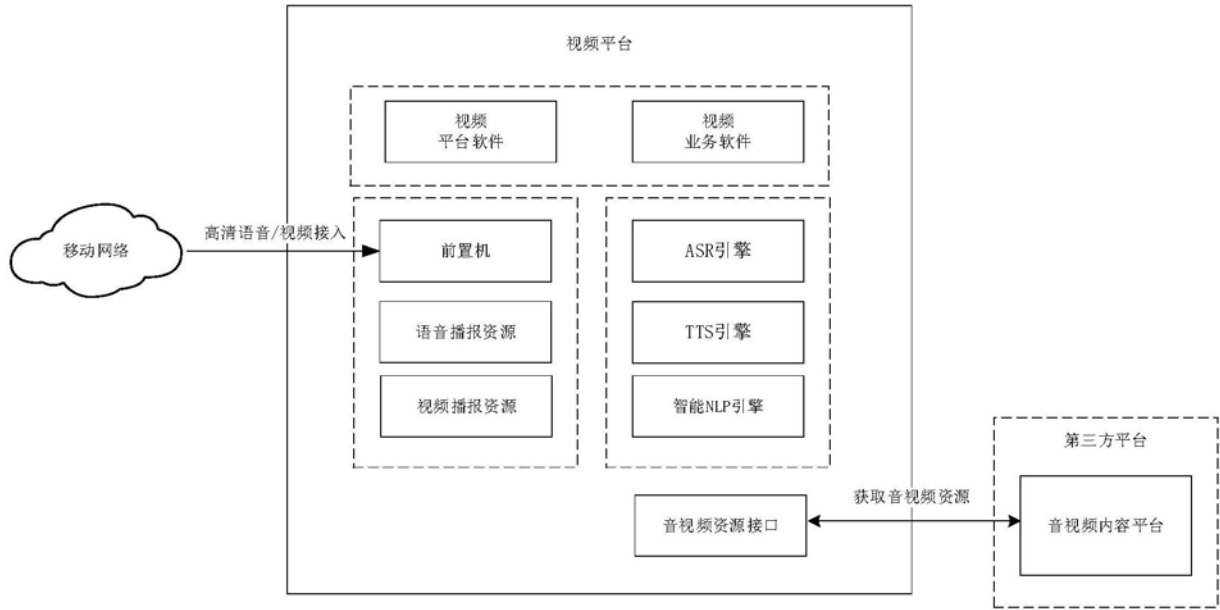 视频平台
视频
平台软件
视频
业务软件
移动网络
高清语音/视频接入
前置机
语音播报资源
视频播报资源
ASR引擎
TTS引擎
智能NLP引擎
音视频资源接口
获取音视频资源
第三方平台
音视频内容平台